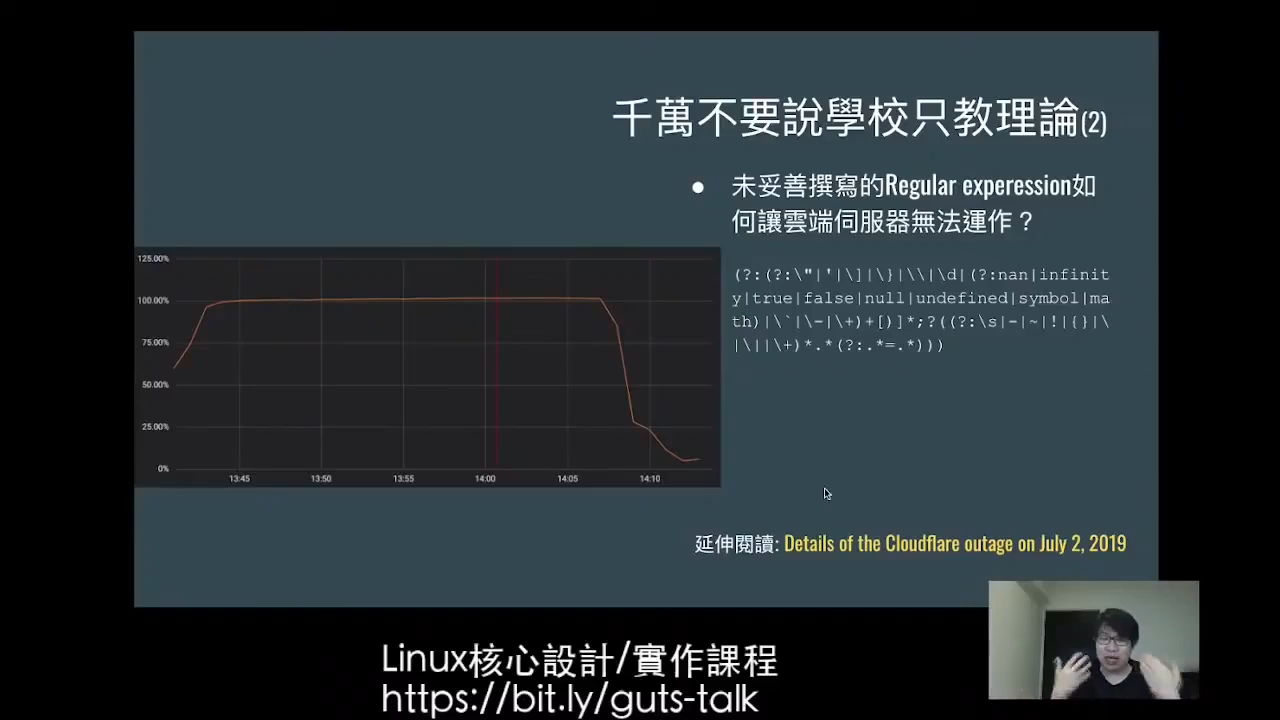 千萬不要說學校只教理論(2)
● 未妥善撰寫的Regular experession如
何讓雲端伺服器無法運作？
(?:(?:\"|'|\]|\}|\\|\d|(?:nan|infinit
y|true|false|null|undefined|symbol|ma
th)|\`|\-|\+)+[)]*;?((?:\s|-|~|!|{}|\
|\||\+)*.*(?:.*=.*)))
125.00%
100.00%
75.00%
50.00%
25.00%
0%
13:45 13:50 13:55 14:00 14:05 14:10
延伸閱讀: Details of the Cloudflare outage on July 2, 2019
Linux核心設計/實作課程
https://bit.ly/guts-talk